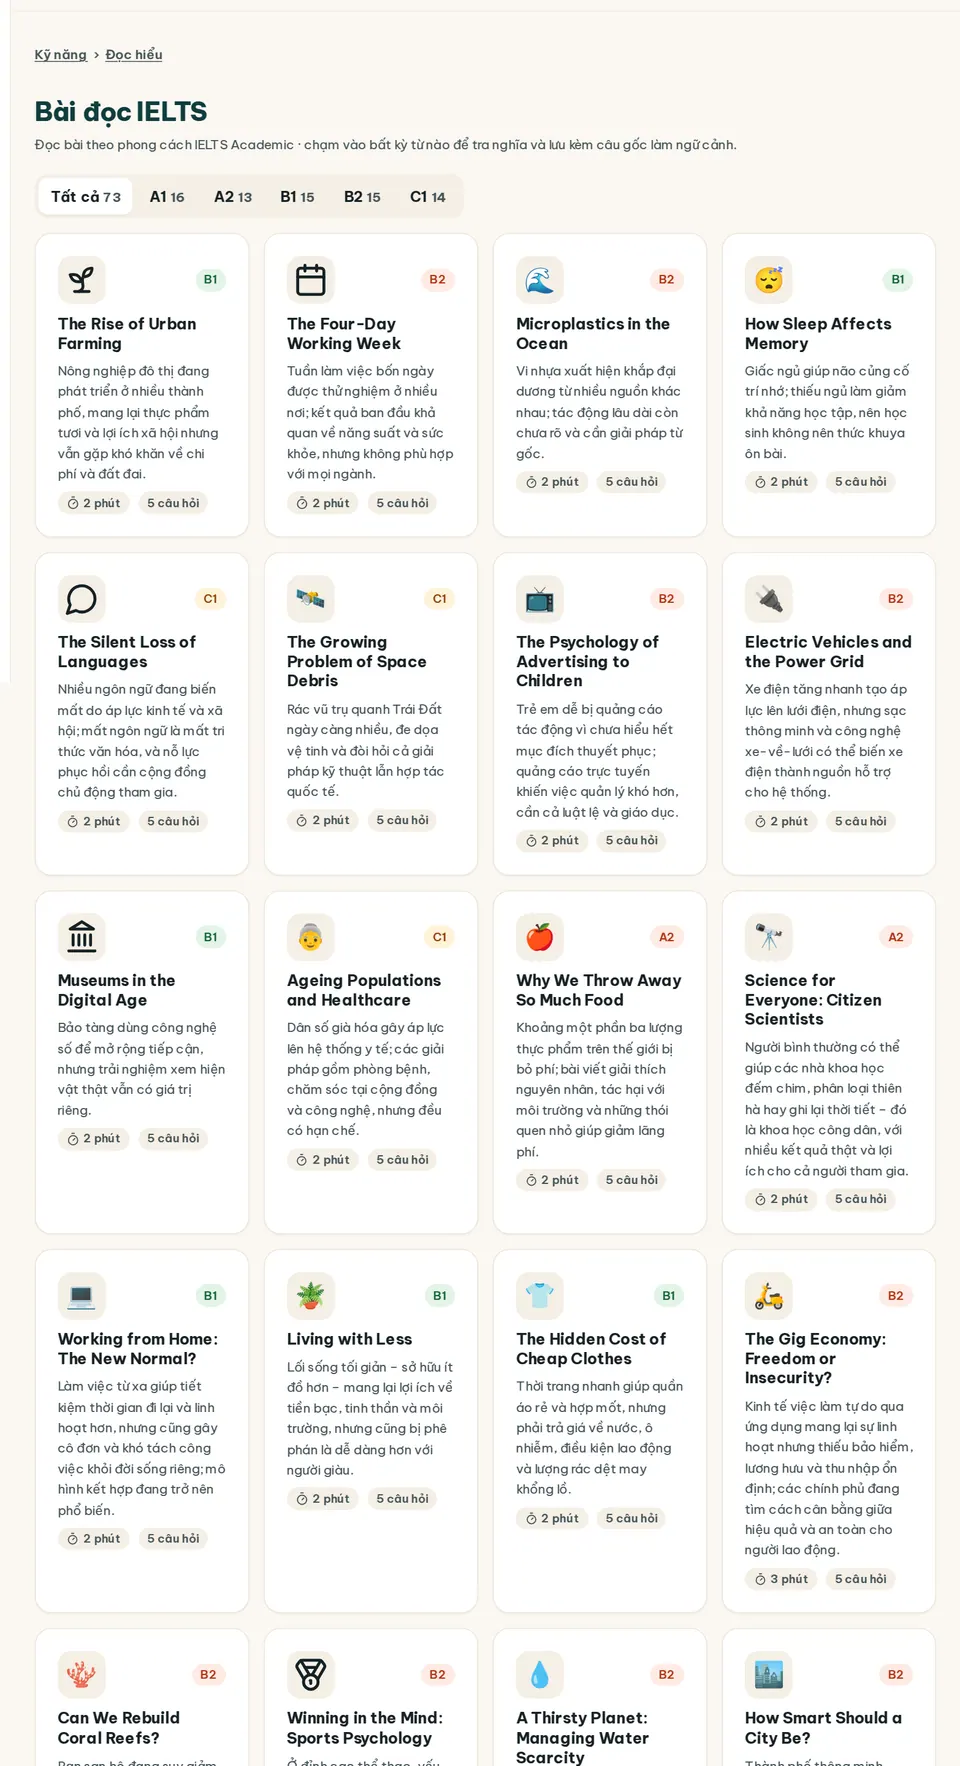 Kỹ năng › Đọc hiểu
Bài đọc IELTS
Đọc bài theo phong cách IELTS Academic · chạm vào bất kỳ từ nào để tra nghĩa và lưu kèm câu gốc làm ngữ cảnh.
Tất cả 73 A1 16 A2 13 B1 15 B2 15 C1 14
B1
The Rise of Urban
Farming
Nông nghiệp đô thị đang
phát triển ở nhiều thành
phố, mang lại thực phẩm
tươi và lợi ích xã hội nhưng
vẫn gặp khó khăn về chi
phí và đất đai.
2 phút 5 câu hỏi
B2
The Four-Day
Working Week
Tuần làm việc bốn ngày
được thử nghiệm ở nhiều
nơi; kết quả ban đầu khả
quan về năng suất và sức
khỏe, nhưng không phù hợp
với mọi ngành.
2 phút 5 câu hỏi
B2
Microplastics in the
Ocean
Vi nhựa xuất hiện khắp đại
dương từ nhiều nguồn khác
nhau; tác động lâu dài còn
chưa rõ và cần giải pháp từ
gốc.
2 phút 5 câu hỏi
B1
How Sleep Affects
Memory
Giấc ngủ giúp não củng cố
trí nhớ; thiếu ngủ làm giảm
khả năng học tập, nên học
sinh không nên thức khuya
ôn bài.
2 phút 5 câu hỏi
C1
The Silent Loss of
Languages
Nhiều ngôn ngữ đang biến
mất do áp lực kinh tế và xã
hội; mất ngôn ngữ là mất tri
thức văn hóa, và nỗ lực
phục hồi cần cộng đồng
chủ động tham gia.
2 phút 5 câu hỏi
C1
The Growing
Problem of Space
Debris
Rác vũ trụ quanh Trái Đất
ngày càng nhiều, đe dọa
vệ tinh và đòi hỏi cả giải
pháp kỹ thuật lẫn hợp tác
quốc tế.
2 phút 5 câu hỏi
B2
The Psychology of
Advertising to
Children
Trẻ em dễ bị quảng cáo
tác động vì chưa hiểu hết
mục đích thuyết phục;
quảng cáo trực tuyến
khiến việc quản lý khó hơn,
cần cả luật lệ và giáo dục.
2 phút 5 câu hỏi
B2
Electric Vehicles and
the Power Grid
Xe điện tăng nhanh tạo áp
lực lên lưới điện, nhưng sạc
thông minh và công nghệ
xe-về-lưới có thể biến xe
điện thành nguồn hỗ trợ
cho hệ thống.
2 phút 5 câu hỏi
B1
Museums in the
Digital Age
Bảo tàng dùng công nghệ
số để mở rộng tiếp cận,
nhưng trải nghiệm xem hiện
vật thật vẫn có giá trị
riêng.
2 phút 5 câu hỏi
C1
Ageing Populations
and Healthcare
Dân số già hóa gây áp lực
lên hệ thống y tế; các giải
pháp gồm phòng bệnh,
chăm sóc tại cộng đồng
và công nghệ, nhưng đều
có hạn chế.
2 phút 5 câu hỏi
A2
Why We Throw Away
So Much Food
Khoảng một phần ba lượng
thực phẩm trên thế giới bị
bỏ phí; bài viết giải thích
nguyên nhân, tác hại với
môi trường và những thói
quen nhỏ giúp giảm lãng
phí.
2 phút 5 câu hỏi
A2
Science for
Everyone: Citizen
Scientists
Người bình thường có thể
giúp các nhà khoa học
đếm chim, phân loại thiên
hà hay ghi lại thời tiết – đó
là khoa học công dân, với
nhiều kết quả thật và lợi
ích cho cả người tham gia.
2 phút 5 câu hỏi
B1
Working from Home:
The New Normal?
Làm việc từ xa giúp tiết
kiệm thời gian đi lại và linh
hoạt hơn, nhưng cũng gây
cô đơn và khó tách công
việc khỏi đời sống riêng; mô
hình kết hợp đang trở nên
phổ biến.
2 phút 5 câu hỏi
B1
Living with Less
Lối sống tối giản – sở hữu ít
đồ hơn – mang lại lợi ích về
tiền bạc, tinh thần và môi
trường, nhưng cũng bị phê
phán là dễ dàng hơn với
người giàu.
2 phút 5 câu hỏi
B1
The Hidden Cost of
Cheap Clothes
Thời trang nhanh giúp quần
áo rẻ và hợp mốt, nhưng
phải trả giá về nước, ô
nhiễm, điều kiện lao động
và lượng rác dệt may
khổng lồ.
2 phút 5 câu hỏi
B2
The Gig Economy:
Freedom or
Insecurity?
Kinh tế việc làm tự do qua
ứng dụng mang lại sự linh
hoạt nhưng thiếu bảo hiểm,
lương hưu và thu nhập ổn
định; các chính phủ đang
tìm cách cân bằng giữa
hiệu quả và an toàn cho
người lao động.
3 phút 5 câu hỏi
B2
Can We Rebuild
Coral Reefs?
B2
Winning in the Mind:
Sports Psychology
B2
A Thirsty Planet:
Managing Water
Scarcity
B2
How Smart Should a
City Be?